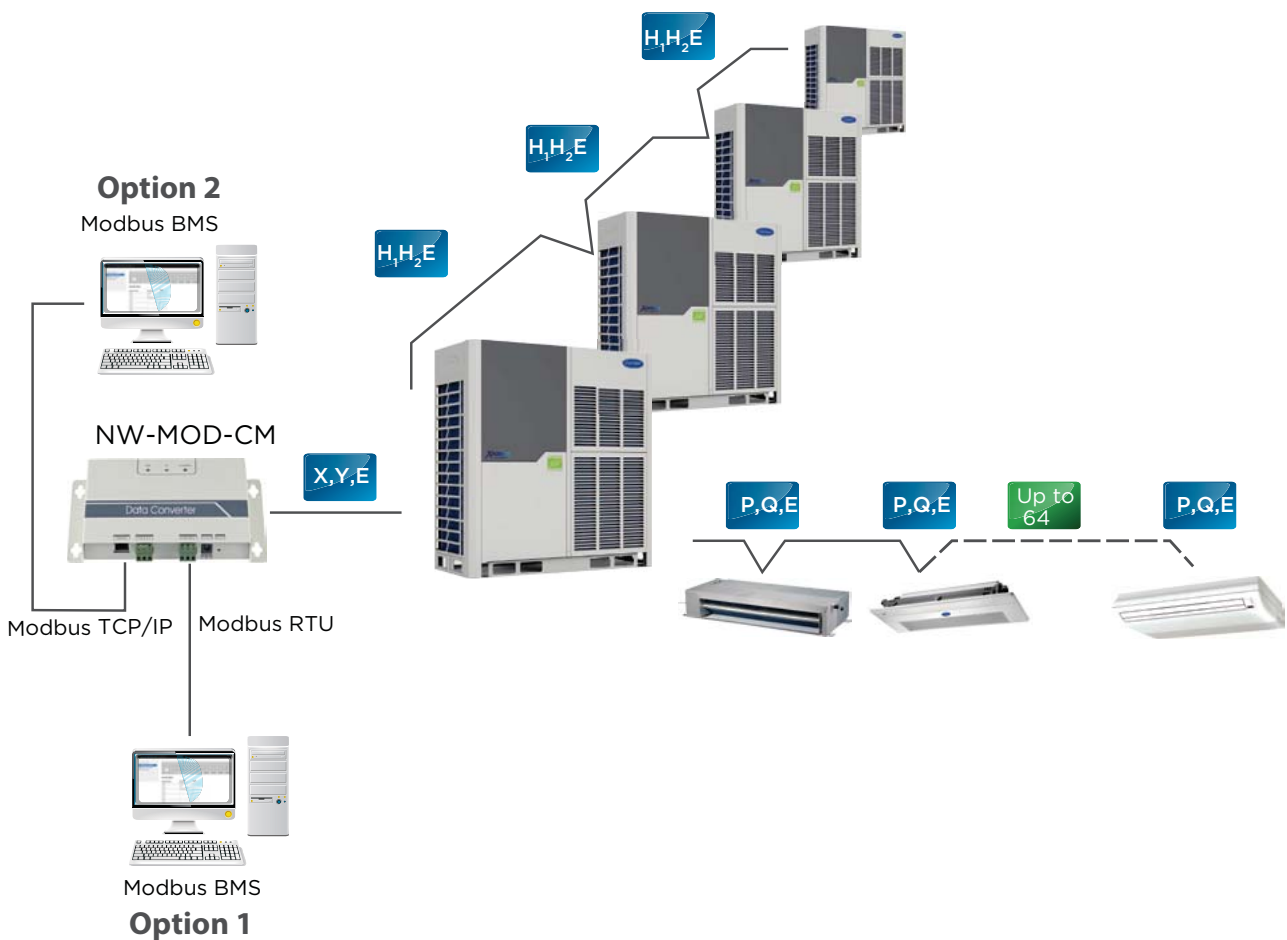 H₁H₂E
H₁H₂E
Option 2
Modbus BMS
H₁H₂E
NW-MOD-CM
X,Y,E
Data Converter
P,Q,E
P,Q,E
Up to
64
P,Q,E
Modbus TCP/IP
Modbus RTU
Modbus BMS
Option 1